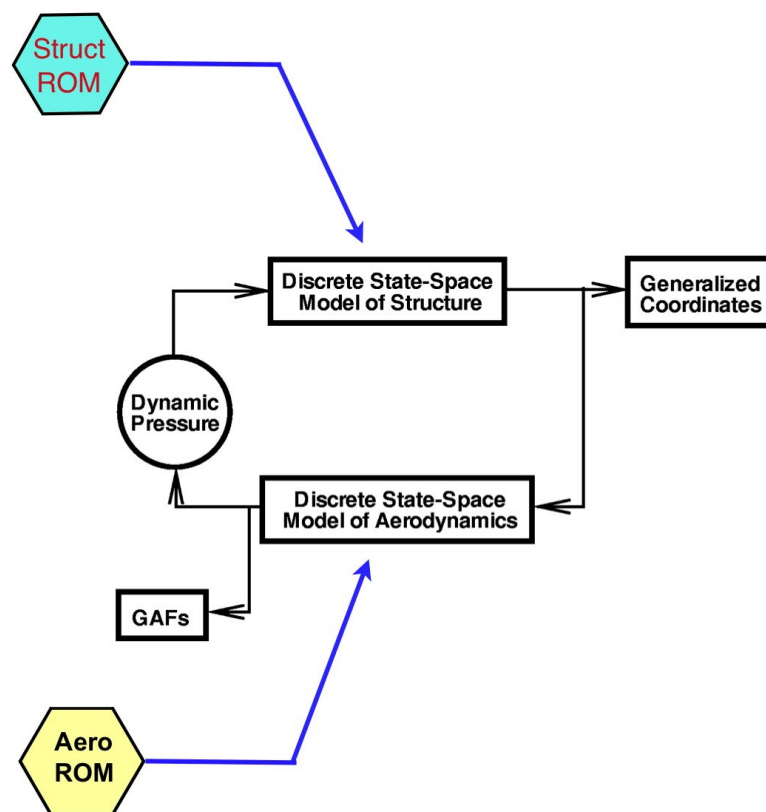 Struct
ROM
Discrete State-Space
Model of Structure
Generalized
Coordinates
Dynamic
Pressure
Discrete State-Space
Model of Aerodynamics
GAFs
Aero
ROM